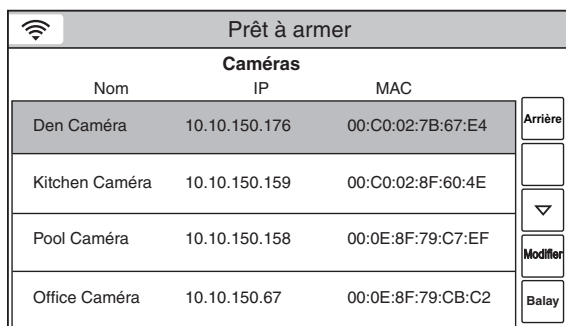 Prêt à armer
Caméras
Nom IP MAC
Den Caméra 10.10.150.176 00:C0:02:7B:67:E4
Arrière
Kitchen Caméra 10.10.150.159 00:C0:02:8F:60:4E
Pool Caméra 10.10.150.158 00:0E:8F:79:C7:EF
Modifier
Office Caméra 10.10.150.67 00:0E:8F:79:CB:C2
Balay